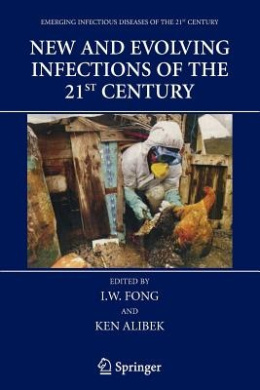 EMERGING INFECTIOUS DISEASES OF THE 21ST CENTURY
NEW AND EVOLVING
INFECTIONS OF THE
21ST CENTURY
EDITED BY
I.W. FONG
AND
KEN ALIBEK
Springer